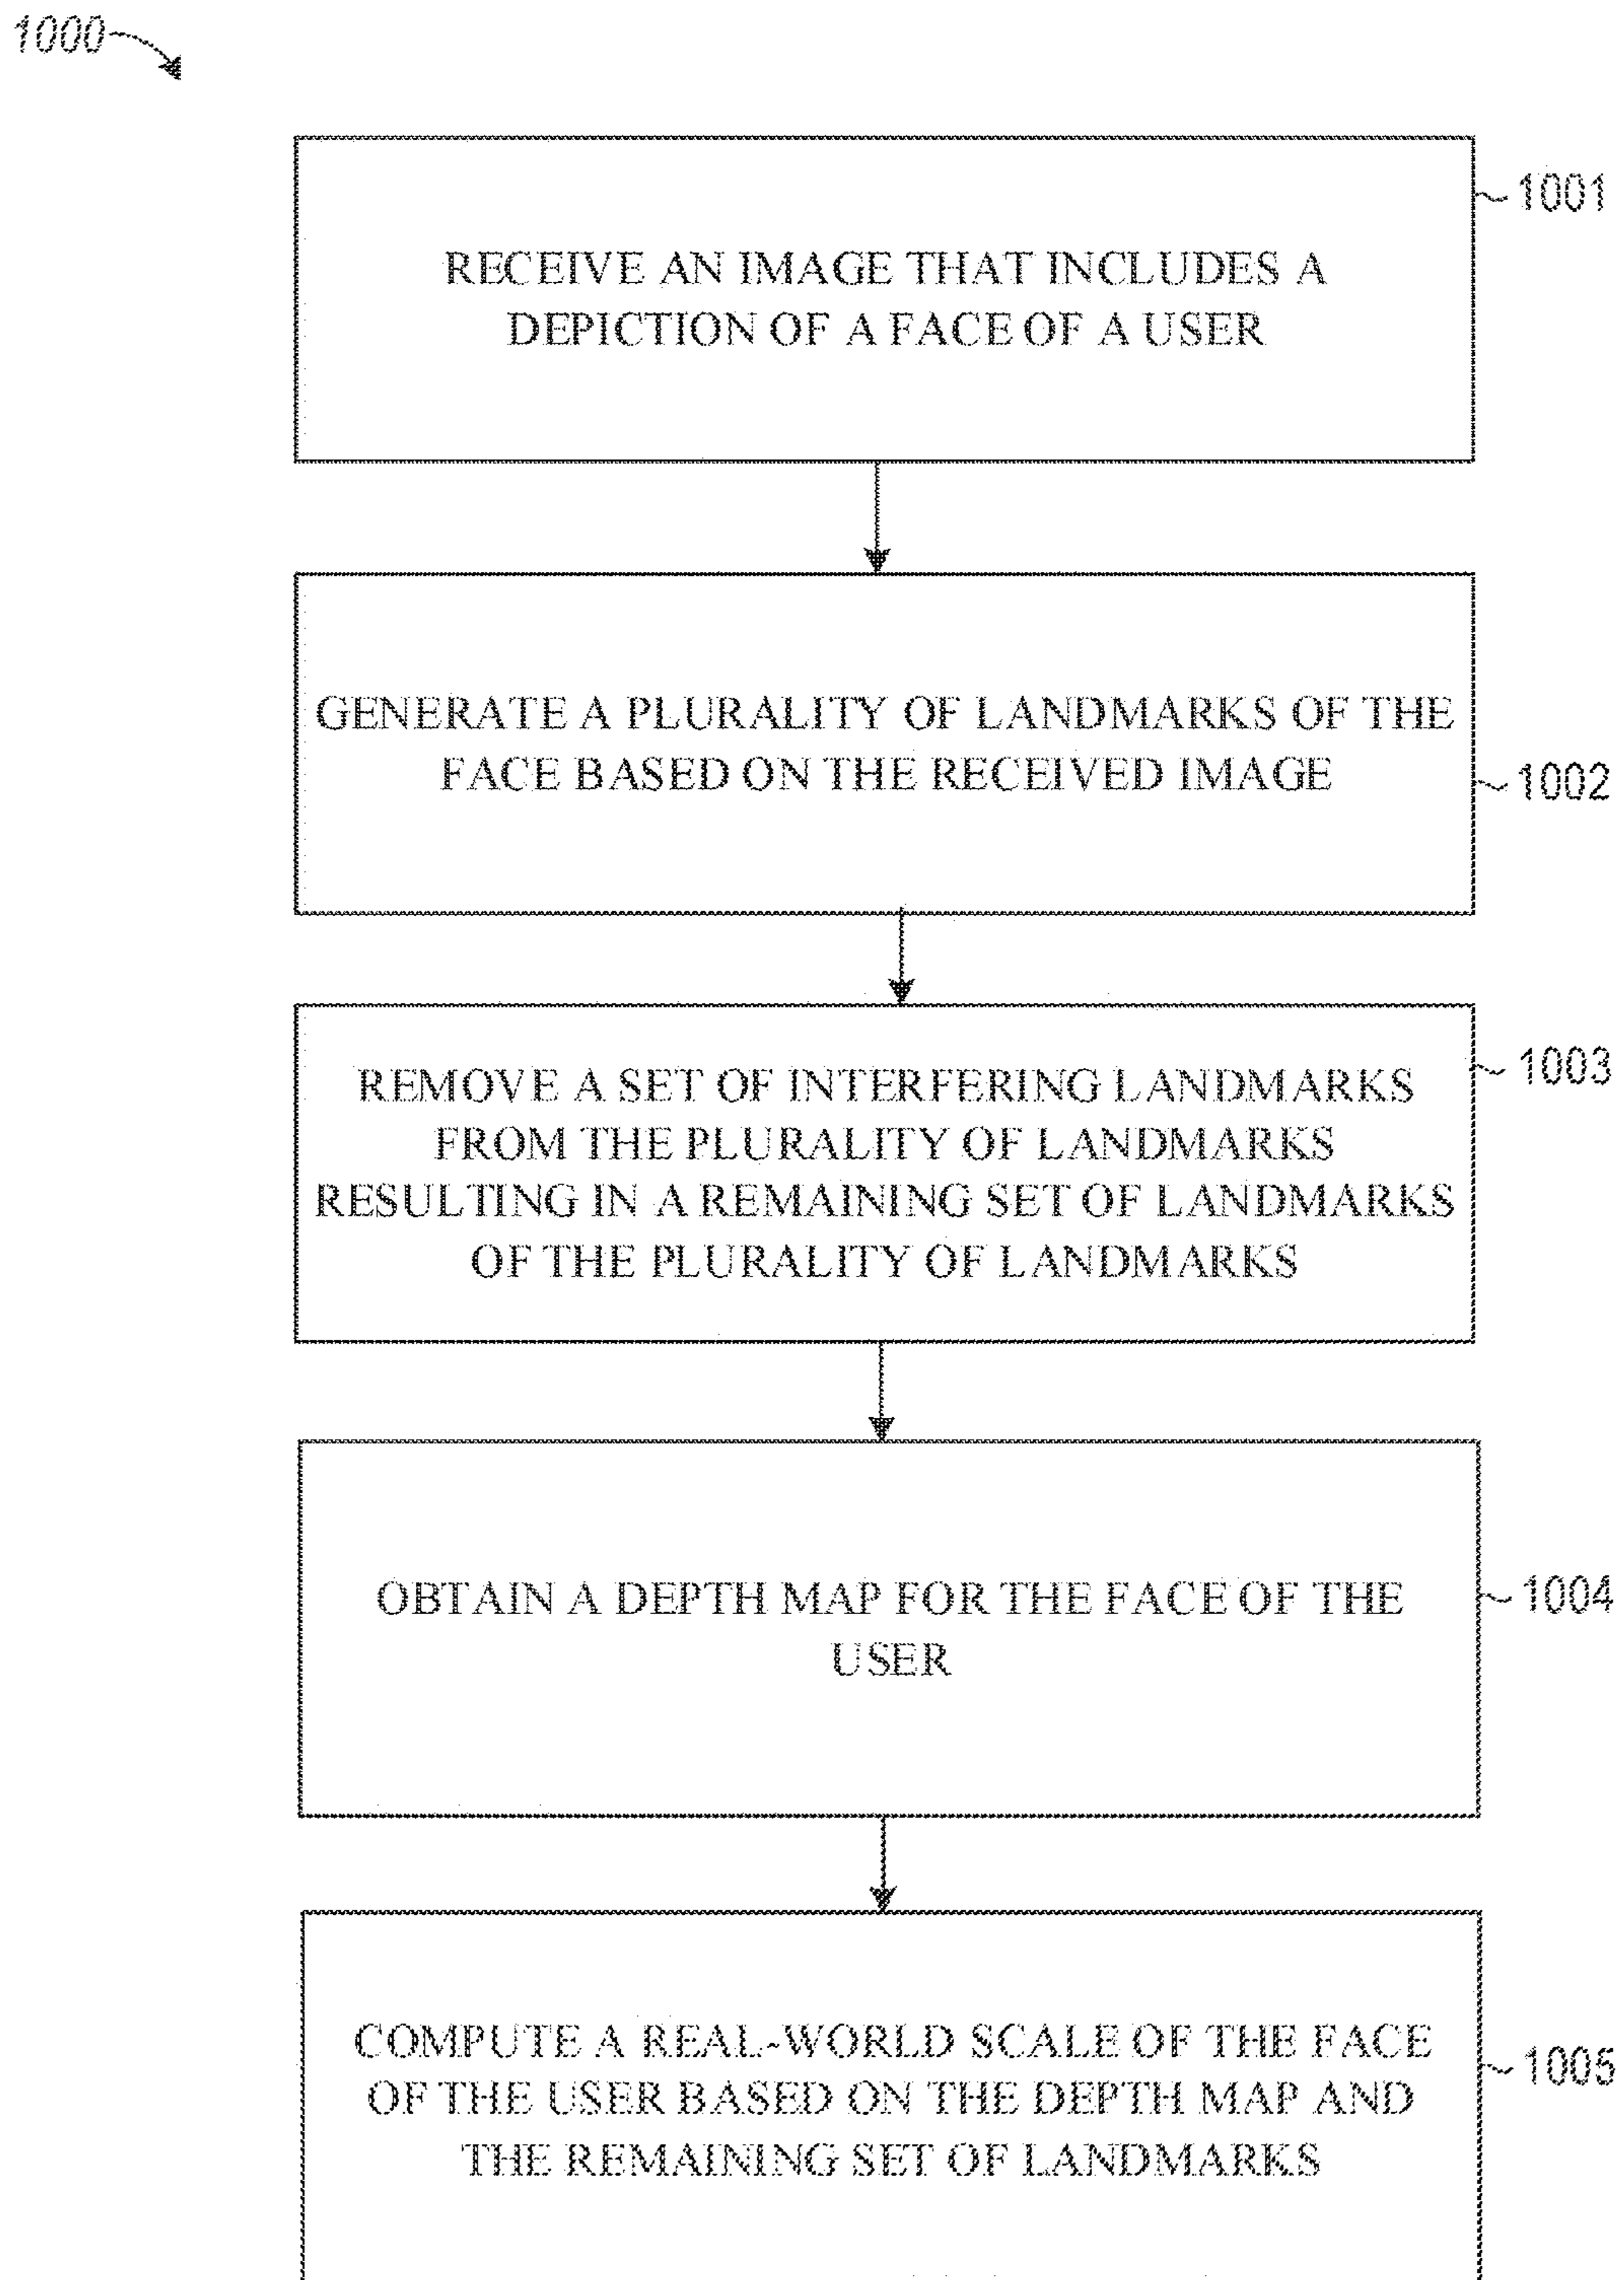 1000
RECEIVE AN IMAGE THAT INCLUDES A
DEPICTION OF A FACE OF A USER
1001
GENERATE A PLURALITY OF LANDMARKS OF THE
FACE BASED ON THE RECEIVED IMAGE
1002
REMOVE A SET OF INTERFERING LANDMARKS
FROM THE PLURALITY OF LANDMARKS
RESULTING IN A REMAINING SET OF LANDMARKS
OF THE PLURALITY OF LANDMARKS
1003
OBTAIN A DEPTH MAP FOR THE FACE OF THE
USER
1004
COMPUTE A REAL-WORLD SCALE OF THE FACE
OF THE USER BASED ON THE DEPTH MAP AND
THE REMAINING SET OF LANDMARKS
1005